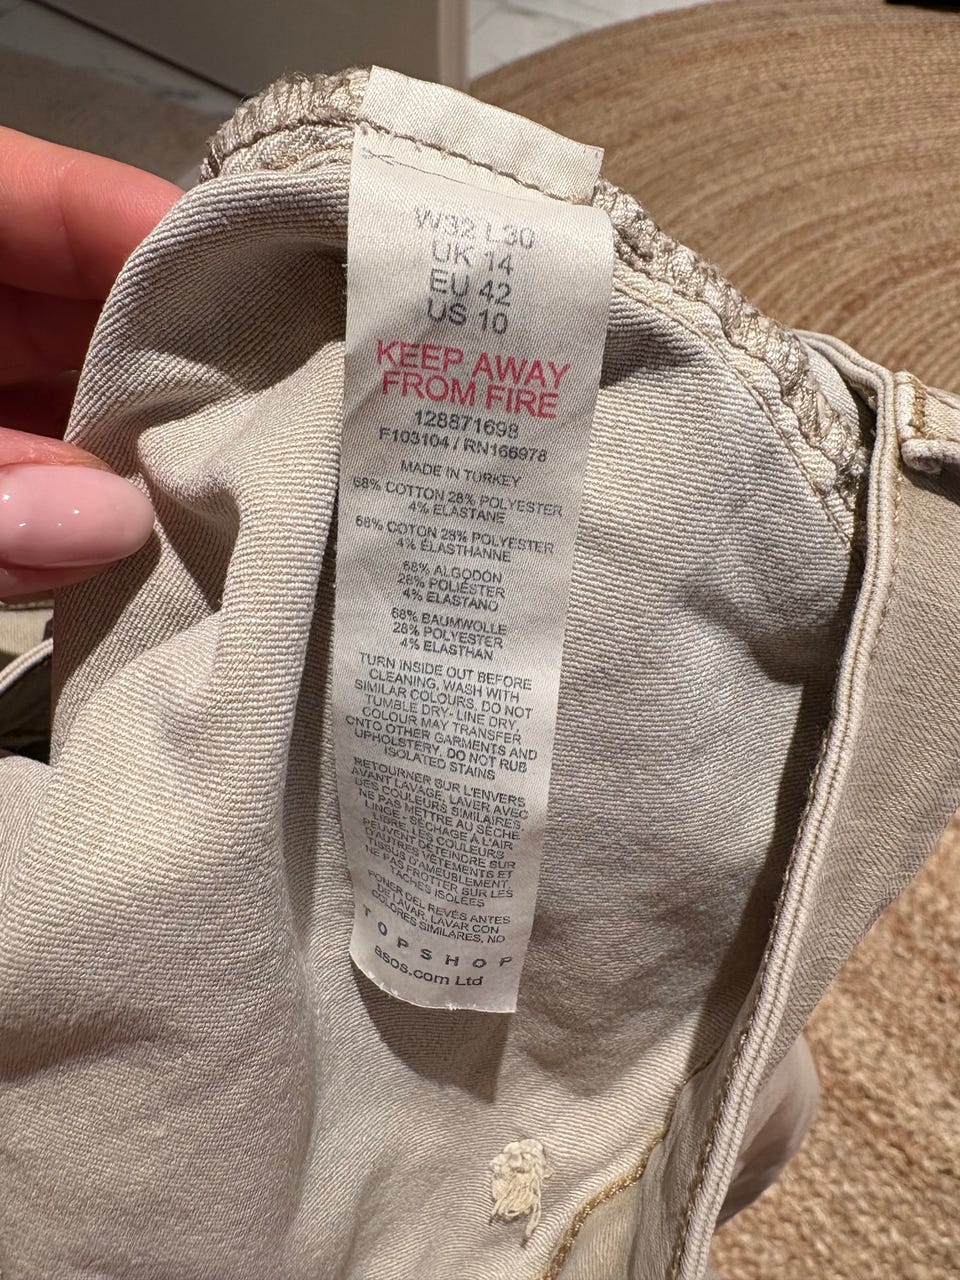 W32 L30
UK 14
EU 42
US 10
KEEP AWAY
FROM FIRE
128871698
F103104 / RN166978
MADE IN TURKEY
68% COTTON 28% POLYESTER
4% ELASTANE
68% COTON 28% POLYESTER
4% ELASTHANNE
68% ALGODÓN
28% POLIÉSTER
4% ELASTANO
68% BAUMWOLLE
28% POLYESTER
4% ELASTHAN
TURN INSIDE OUT BEFORE
CLEANING, WASH WITH
SIMILAR COLOURS, DO NOT
TUMBLE DRY- LINE DRY
COLOUR MAY TRANSFER
ONTO OTHER GARMENTS AND
UPHOLSTERY, DO NOT RUB
ISOLATED STAINS
RETOURNER SUR L'ENVERS
AVANT LAVAGE, LAVER AVEC
DES COULEURS SIMILAIRES,
NE PAS METTRE AU SÈCHE
LINGE - SÉCHAGE À L'AIR
LIBRE, LES COULEURS
PEUVENT DÉTEINDRE SUR
D'AUTRES VÊTEMENTS ET
TISSUS D'AMEUBLEMENT,
NE PAS FROTTER SUR LES
TACHES ISOLÉES
PONER DEL REVÉS ANTES
DE LAVAR, LAVAR CON
COLORES SIMILARES, NO
TOPSHOP
asos.com Ltd